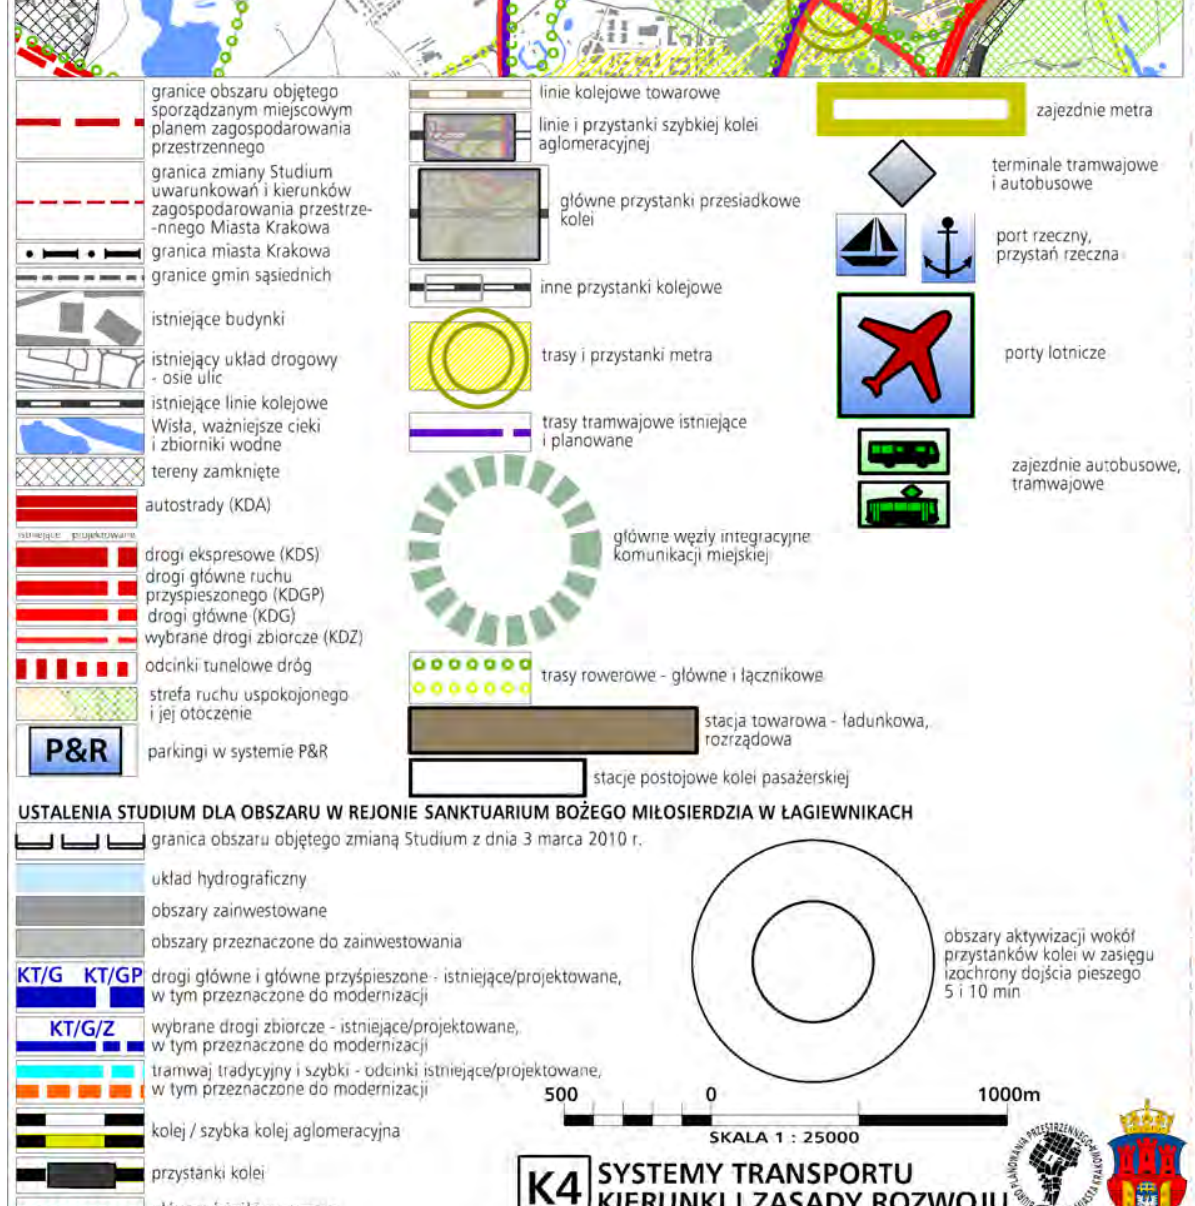 granice obszaru objętego
sporządzanym miejscowym
planem zagospodarowania
przestrzennego
granica zmiany Studium
uwarunkowań i kierunków
zagospodarowania przestrze-
-nnego Miasta Krakowa
granica miasta Krakowa
granice gmin sąsiednich
istniejące budynki
istniejący układ drogowy
- osie ulic
istniejące linie kolejowe
Wisła, ważniejsze cieki
i zbiorniki wodne
tereny zamknięte
autostrady (KDA)
istniejące projektowane
drogi ekspresowe (KDS)
drogi główne ruchu
przyspieszonego (KDGP)
drogi główne (KDG)
wybrane drogi zbiorcze (KDZ)
odcinki tunelowe dróg
strefa ruchu uspokojonego
i jej otoczenie
P&R
parkingi w systemie P&R
linie kolejowe towarowe
linie i przystanki szybkiej kolei
aglomeracyjnej
główne przystanki przesiadkowe
kolei
inne przystanki kolejowe
trasy i przystanki metra
trasy tramwajowe istniejące
i planowane
główne węzły integracyjne
komunikacji miejskiej
trasy rowerowe - główne i łącznikowe
stacja towarowa - ładunkowa,
rozrządowa
stacje postojowe kolei pasażerskiej
zajezdnie metra
terminale tramwajowe
i autobusowe
port rzeczny,
przystań rzeczna
porty lotnicze
zajezdnie autobusowe,
tramwajowe
USTALENIA STUDIUM DLA OBSZARU W REJONIE SANKTUARIUM BOŻEGO MIŁOSIERDZIA W ŁAGIEWNIKACH
granica obszaru objętego zmianą Studium z dnia 3 marca 2010 r.
układ hydrograficzny
obszary zainwestowane
obszary przeznaczone do zainwestowania
KT/G KT/GP
drogi główne i główne przyśpieszone - istniejące/projektowane,
w tym przeznaczone do modernizacji
KT/G/Z
wybrane drogi zbiorcze - istniejące/projektowane,
w tym przeznaczone do modernizacji
tramwaj tradycyjny i szybki - odcinki istniejące/projektowane,
w tym przeznaczone do modernizacji
kolej / szybka kolej aglomeracyjna
przystanki kolei
obszary aktywizacji wokół
przystanków kolei w zasięgu
izochrony dojścia pieszego
5 i 10 min
500 0 1000m
SKALA 1 : 25000
K4
SYSTEMY TRANSPORTU
KIERUNKI I ZASADY ROZWOJU